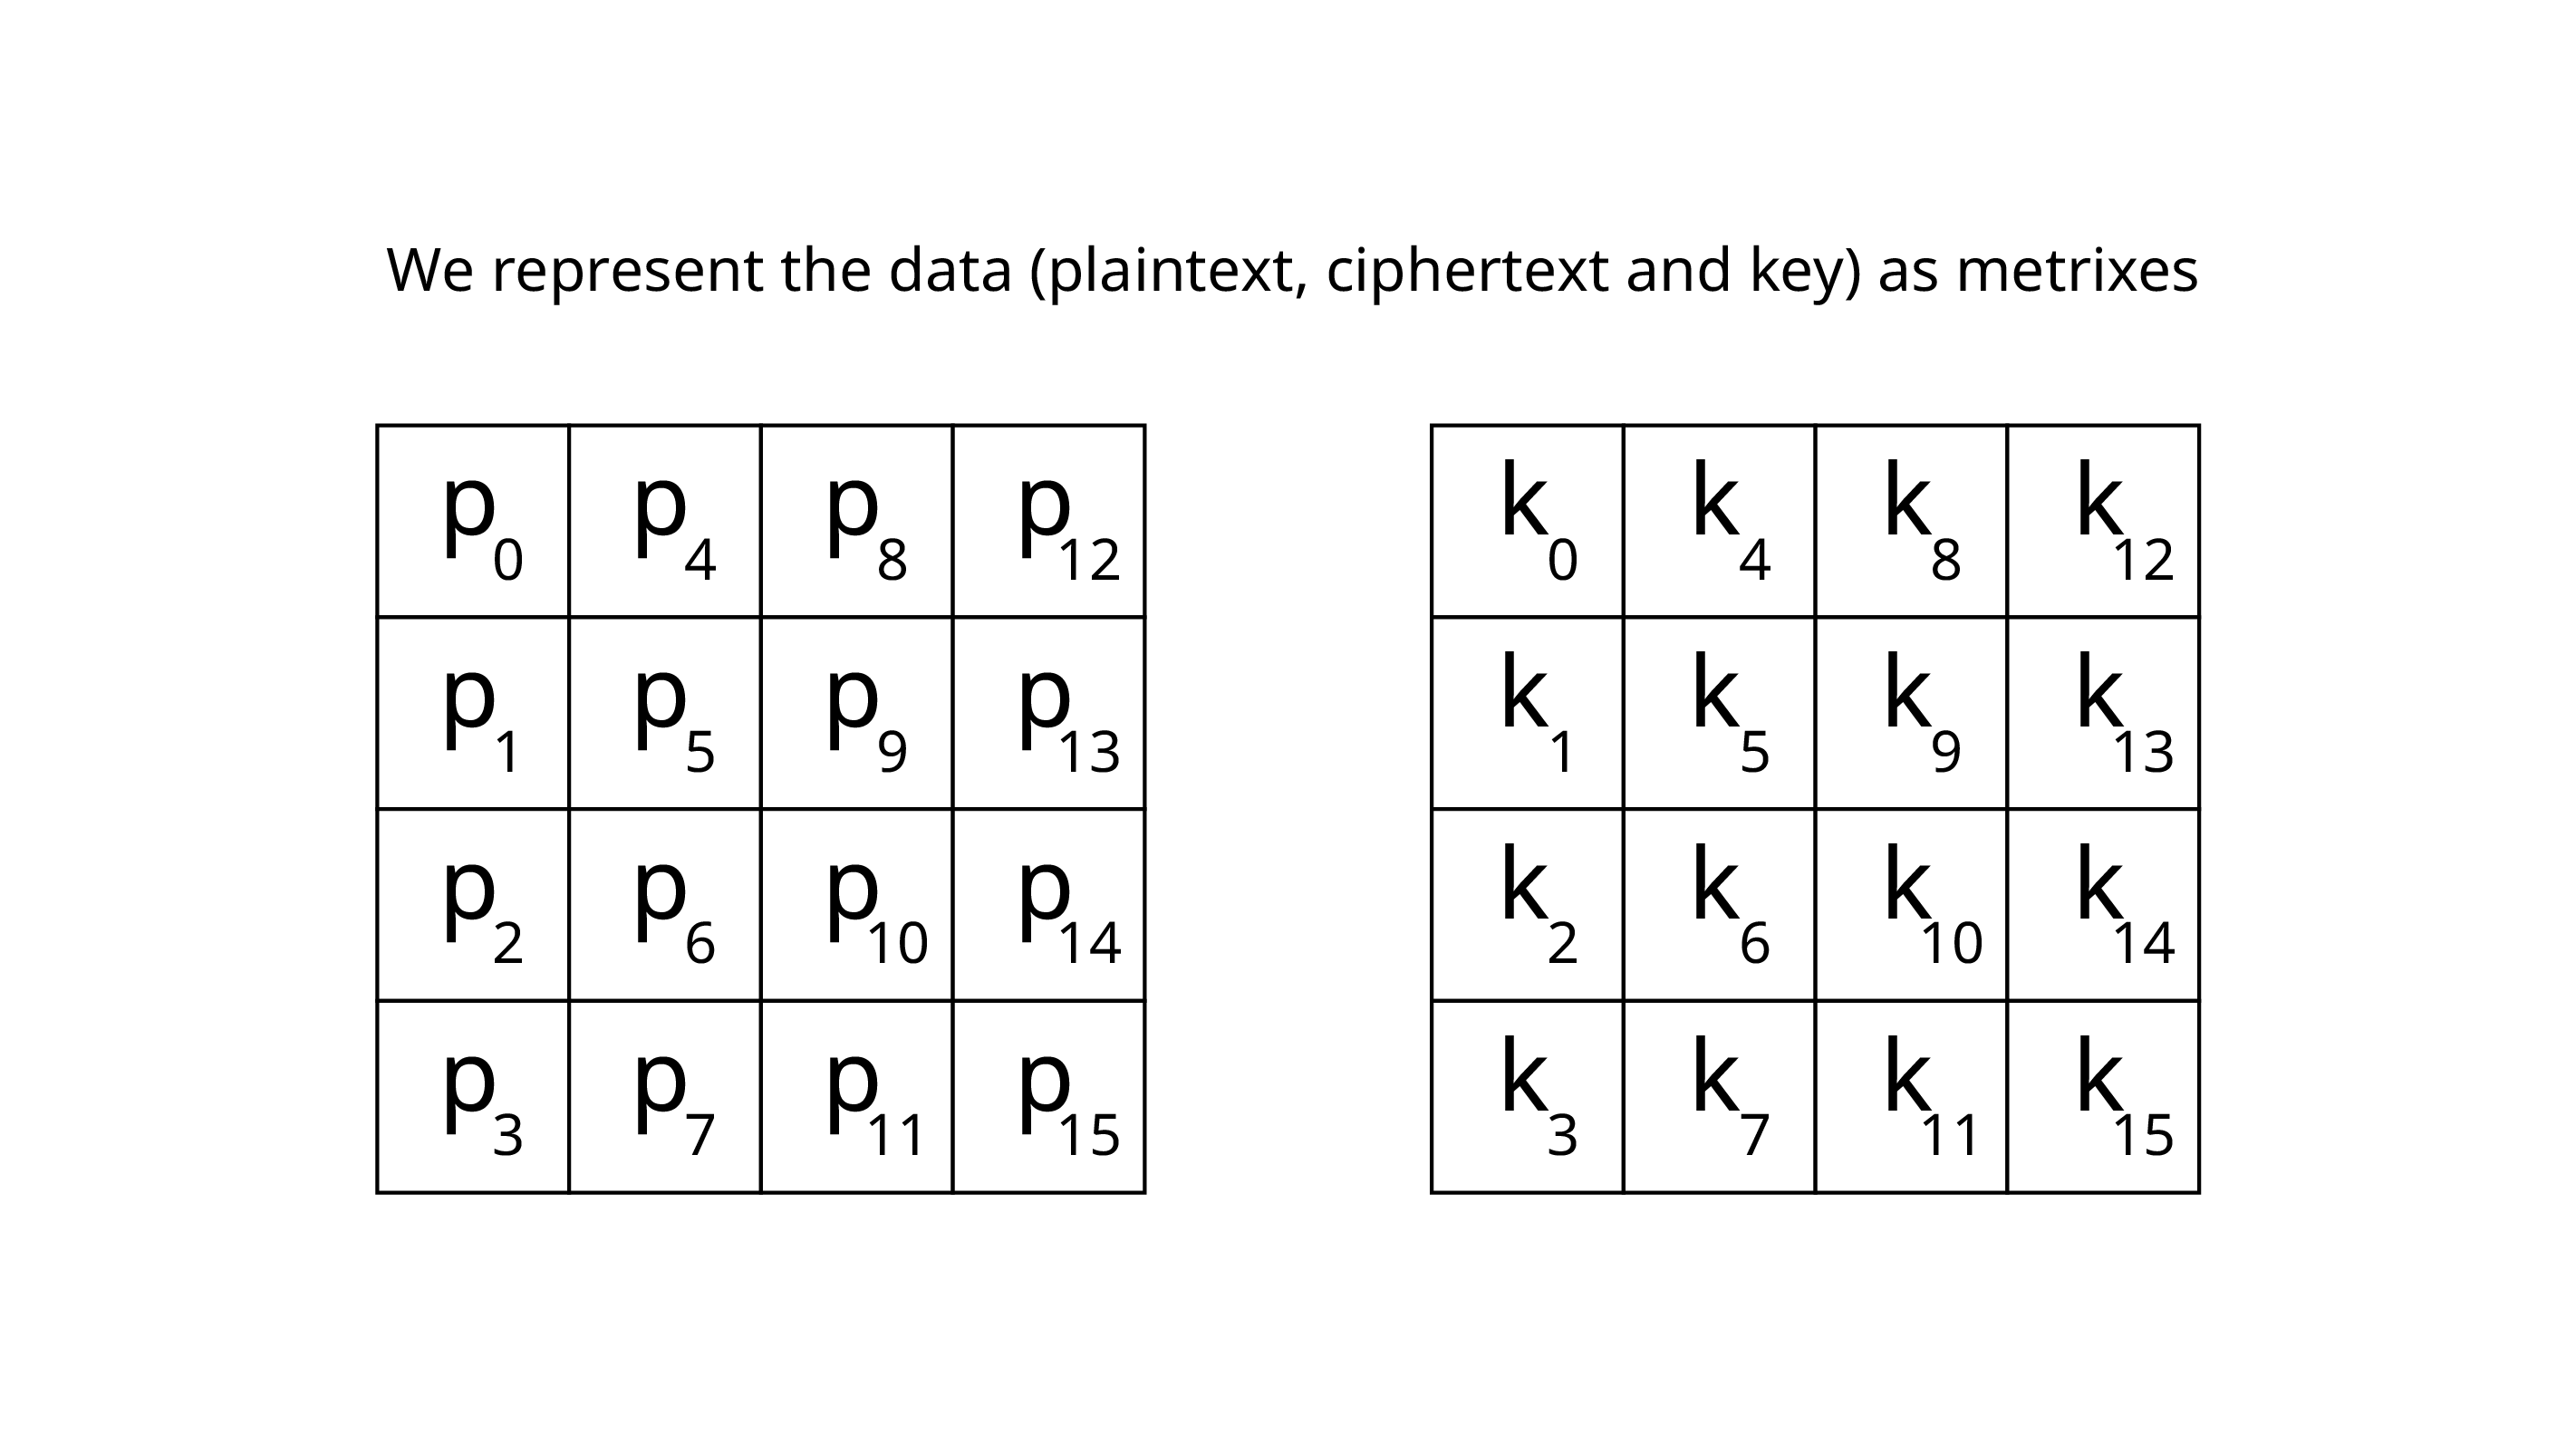 We represent the data (plaintext, ciphertext and key) as metrixes
p0 p4 p8 p12
p1 p5 p9 p13
p2 p6 p10 p14
p3 p7 p11 p15
k0 k4 k8 k12
k1 k5 k9 k13
k2 k6 k10 k14
k3 k7 k11 k15